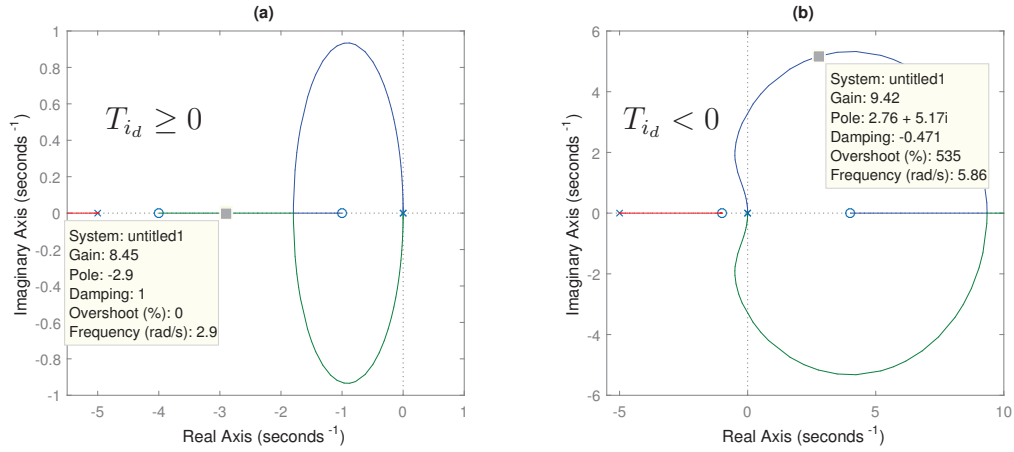 (a)
1
0.8
0.6
0.4
0.2
0
-0.2
-0.4
-0.6
-0.8
-1
Imaginary Axis (seconds⁻¹)
T_{i_d} ≥ 0
System: untitled1
Gain: 8.45
Pole: -2.9
Damping: 1
Overshoot (%): 0
Frequency (rad/s): 2.9
-5 -4 -3 -2 -1 0 1
Real Axis (seconds⁻¹)
(b)
6
4
2
0
-2
-4
-6
Imaginary Axis (seconds⁻¹)
T_{i_d} < 0
System: untitled1
Gain: 9.42
Pole: 2.76 + 5.17i
Damping: -0.471
Overshoot (%): 535
Frequency (rad/s): 5.86
-5 0 5 10
Real Axis (seconds⁻¹)